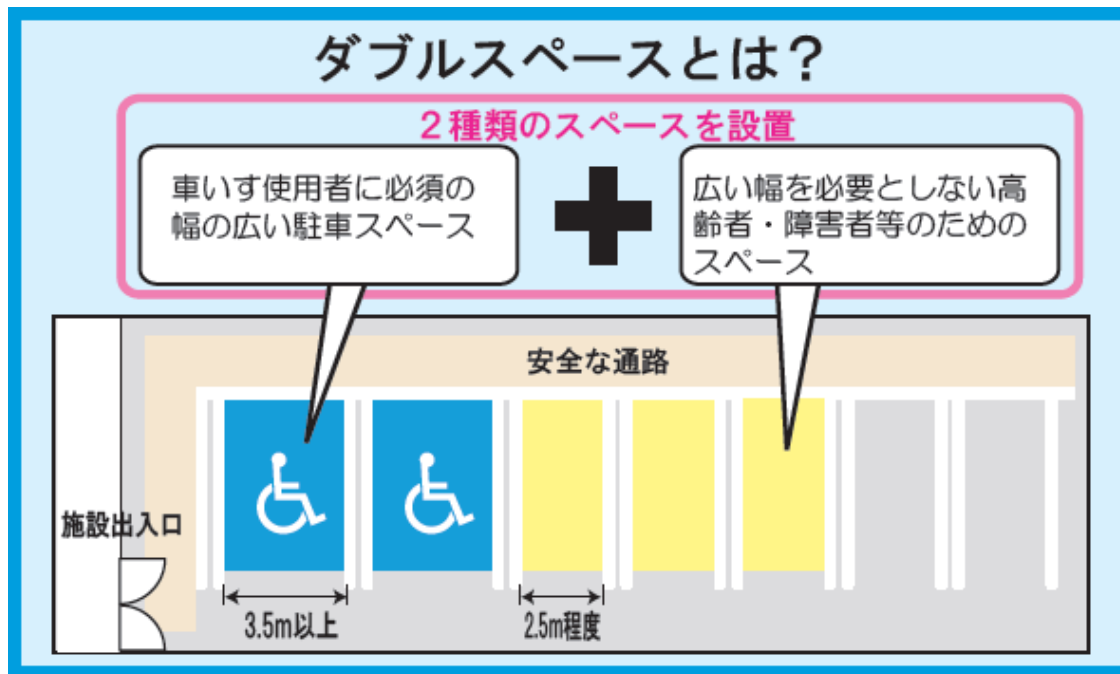 ダブルスペースとは？
２種類のスペースを設置
車いす使用者に必須の
幅の広い駐車スペース
広い幅を必要としない高
齢者・障害者等のための
スペース
安全な通路
施設出入口
3.5m以上
2.5m程度